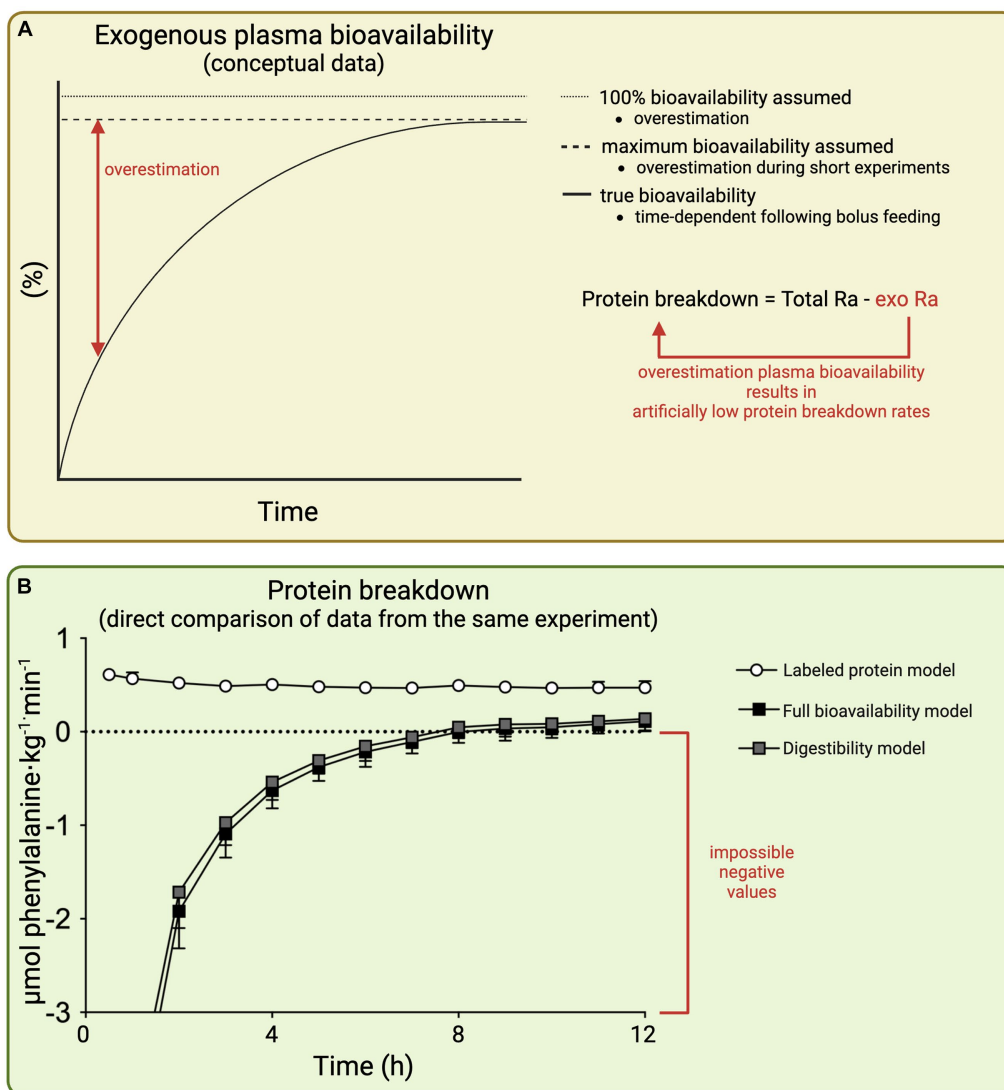 A
Exogenous plasma bioavailability
(conceptual data)
(%)
overestimation
Time
100% bioavailability assumed
• overestimation
maximum bioavailability assumed
• overestimation during short experiments
true bioavailability
• time-dependent following bolus feeding
Protein breakdown = Total Ra - exo Ra
overestimation plasma bioavailability
results in
artificially low protein breakdown rates
B
Protein breakdown
(direct comparison of data from the same experiment)
µmol phenylalanine·kg⁻¹·min⁻¹
1
0
-1
-2
-3
0
4
8
12
Time (h)
Labeled protein model
Full bioavailability model
Digestibility model
impossible
negative
values